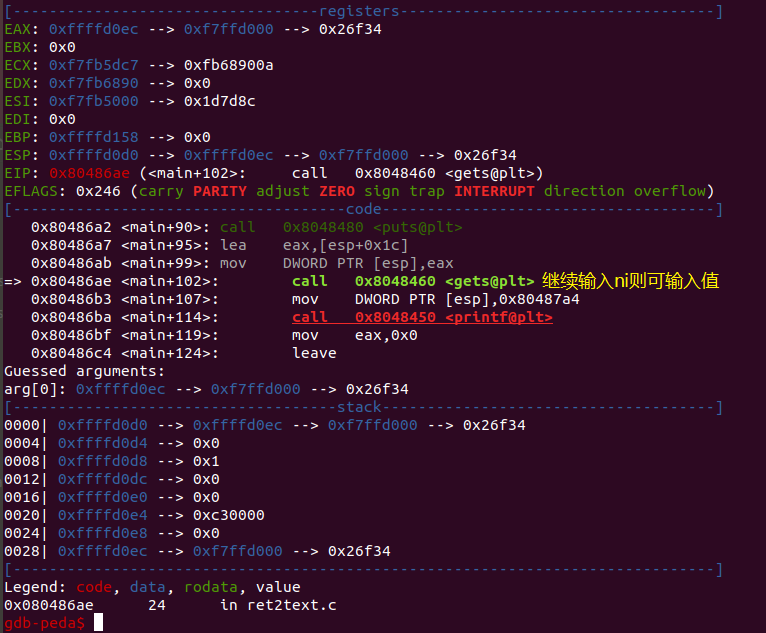 [----------------------------------registers-----------------------------------]
EAX: 0xffffd0ec --> 0xf7ffd000 --> 0x26f34
EBX: 0x0
ECX: 0xf7fb5dc7 --> 0xfb68900a
EDX: 0xf7fb6890 --> 0x0
ESI: 0xf7fb5000 --> 0x1d7d8c
EDI: 0x0
EBP: 0xffffd158 --> 0x0
ESP: 0xffffd0d0 --> 0xffffd0ec --> 0xf7ffd000 --> 0x26f34
EIP: 0x80486ae (<main+102>:     call   0x8048460 <gets@plt>)
EFLAGS: 0x246 (carry PARITY adjust ZERO sign trap INTERRUPT direction overflow)
[-------------------------------------code-------------------------------------]
   0x80486a2 <main+90>: call   0x8048480 <puts@plt>
   0x80486a7 <main+95>: lea    eax,[esp+0x1c]
   0x80486ab <main+99>: mov    DWORD PTR [esp],eax
=> 0x80486ae <main+102>:        call   0x8048460 <gets@plt> 继续输入ni则可输入值
   0x80486b3 <main+107>:        mov    DWORD PTR [esp],0x80487a4
   0x80486ba <main+114>:        call   0x8048450 <printf@plt>
   0x80486bf <main+119>:        mov    eax,0x0
   0x80486c4 <main+124>:        leave
Guessed arguments:
arg[0]: 0xffffd0ec --> 0xf7ffd000 --> 0x26f34
[------------------------------------stack-------------------------------------]
0000| 0xffffd0d0 --> 0xffffd0ec --> 0xf7ffd000 --> 0x26f34
0004| 0xffffd0d4 --> 0x0
0008| 0xffffd0d8 --> 0x1
0012| 0xffffd0dc --> 0x0
0016| 0xffffd0e0 --> 0x0
0020| 0xffffd0e4 --> 0xc30000
0024| 0xffffd0e8 --> 0x0
0028| 0xffffd0ec --> 0xf7ffd000 --> 0x26f34
[------------------------------------------------------------------------------]
Legend: code, data, rodata, value
0x080486ae      24      in ret2text.c
gdb-peda$